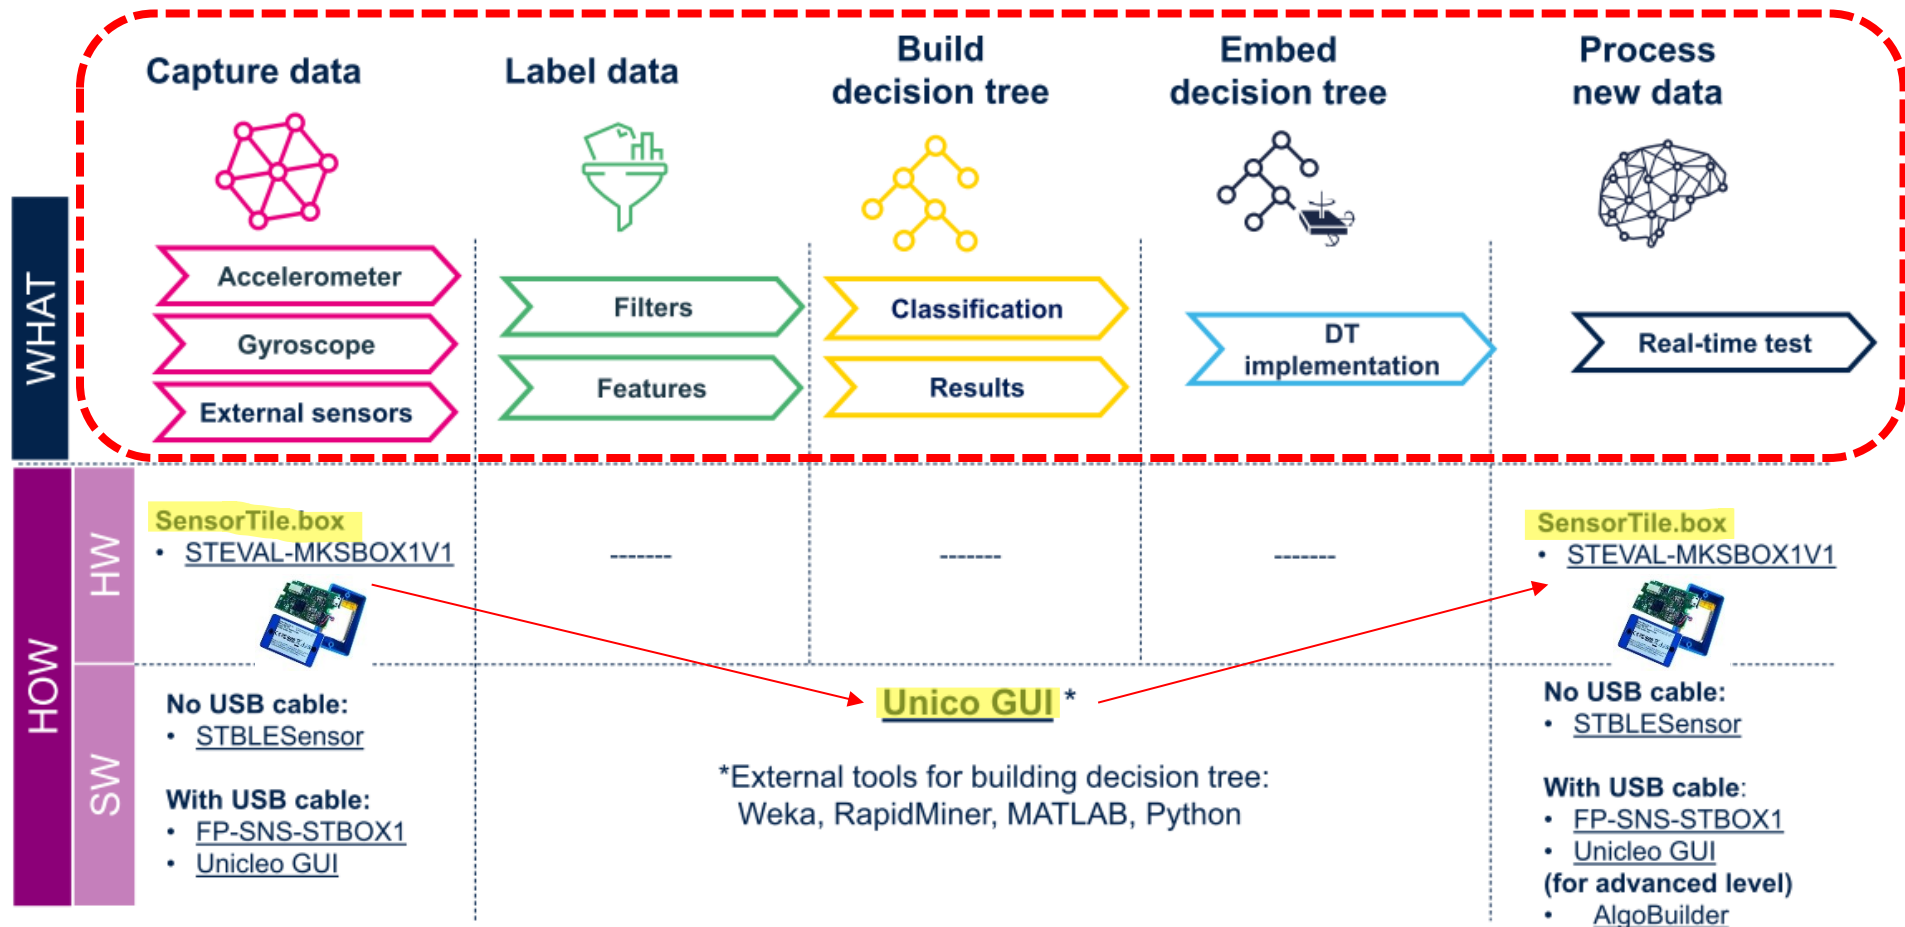 Capture data
Label data
Build
decision tree
Embed
decision tree
Process
new data
WHAT
Accelerometer
Gyroscope
External sensors
Filters
Features
Classification
Results
DT
implementation
Real-time test
HOW
HW
SensorTile.box
• STEVAL-MKSBOX1V1
-------
-------
-------
SensorTile.box
• STEVAL-MKSBOX1V1
SW
No USB cable:
• STBLESensor
With USB cable:
• FP-SNS-STBOX1
• Unicleo GUI
Unico GUI *
*External tools for building decision tree:
Weka, RapidMiner, MATLAB, Python
No USB cable:
• STBLESensor
With USB cable:
• FP-SNS-STBOX1
• Unicleo GUI
(for advanced level)
• AlgoBuilder